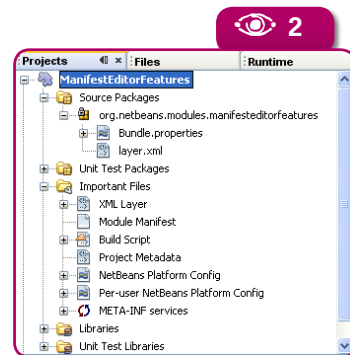 2
Projects Files Runtime
ManifestEditorFeatures
Source Packages
org.netbeans.modules.manifesteditorfeatures
Bundle.properties
layer.xml
Unit Test Packages
Important Files
XML Layer
Module Manifest
Build Script
Project Metadata
NetBeans Platform Config
Per-user NetBeans Platform Config
META-INF services
Libraries
Unit Test Libraries